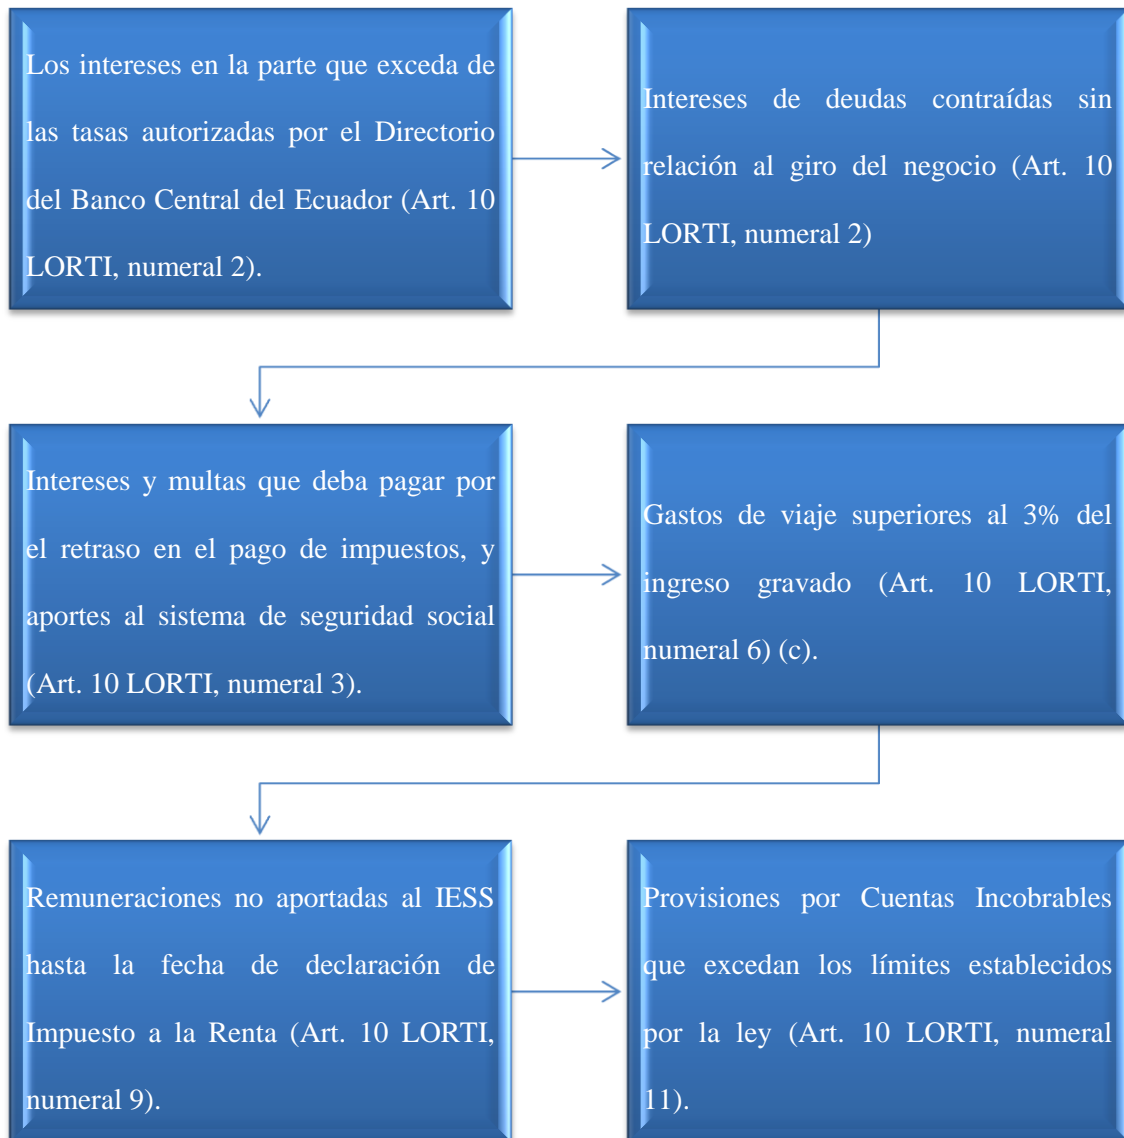 Los intereses en la parte que exceda de
las tasas autorizadas por el Directorio
del Banco Central del Ecuador (Art. 10
LORTI, numeral 2).
Intereses de deudas contraídas sin
relación al giro del negocio (Art. 10
LORTI, numeral 2)
Intereses y multas que deba pagar por
el retraso en el pago de impuestos, y
aportes al sistema de seguridad social
(Art. 10 LORTI, numeral 3).
Gastos de viaje superiores al 3% del
ingreso gravado (Art. 10 LORTI,
numeral 6) (c).
Remuneraciones no aportadas al IESS
hasta la fecha de declaración de
Impuesto a la Renta (Art. 10 LORTI,
numeral 9).
Provisiones por Cuentas Incobrables
que excedan los límites establecidos
por la ley (Art. 10 LORTI, numeral
11).